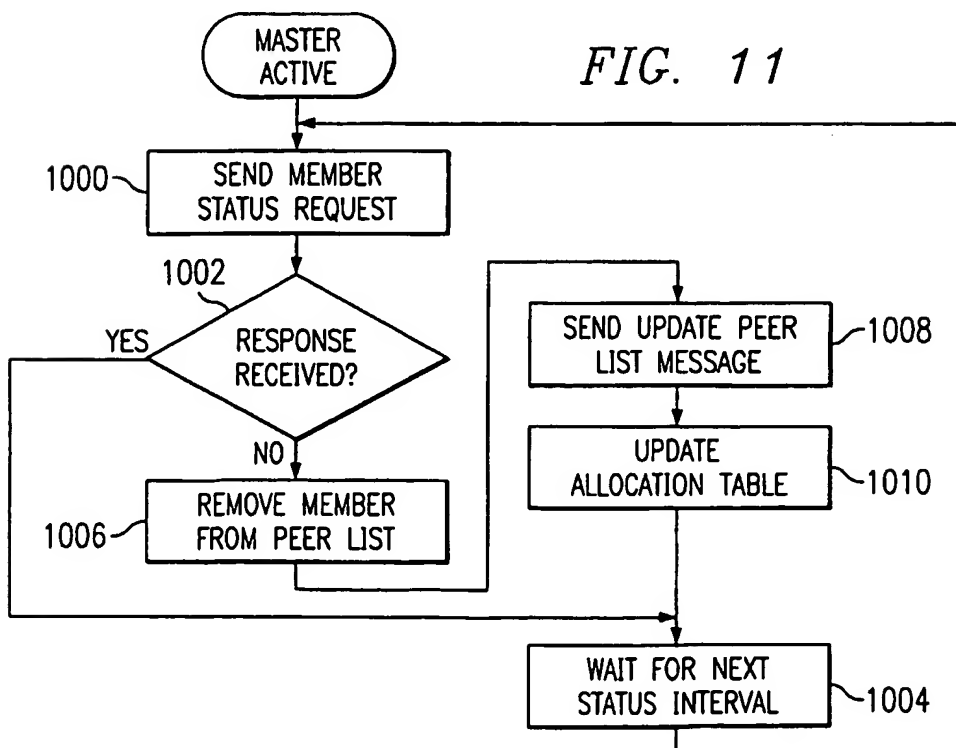 MASTER
ACTIVE
FIG. 11
1000
SEND MEMBER
STATUS REQUEST
1002
YES
RESPONSE
RECEIVED?
NO
1006
REMOVE MEMBER
FROM PEER LIST
SEND UPDATE PEER
LIST MESSAGE
1008
UPDATE
ALLOCATION TABLE
1010
WAIT FOR NEXT
STATUS INTERVAL
1004